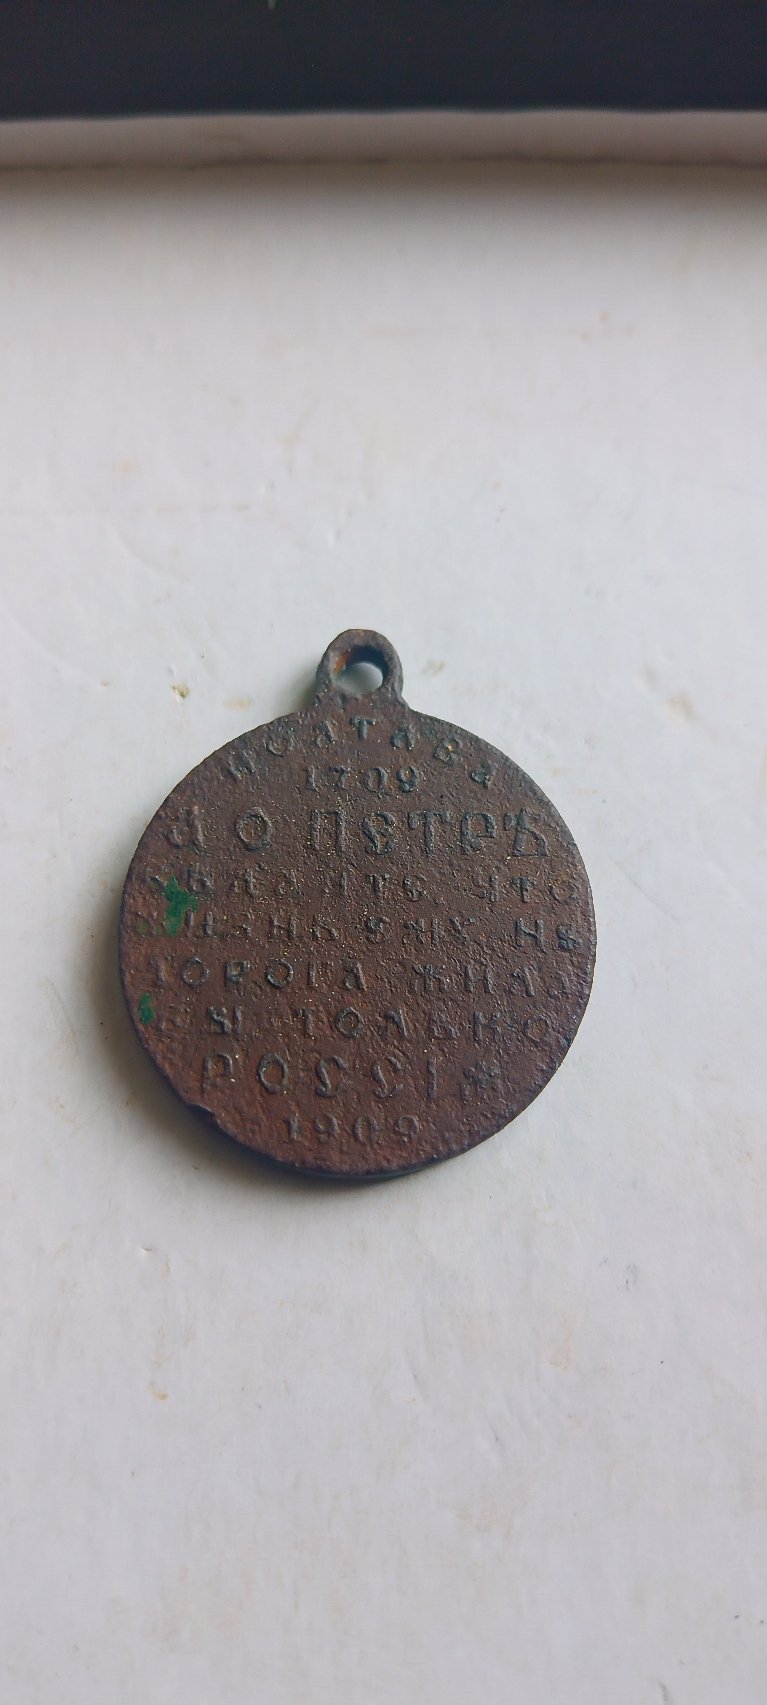 ПОЛТАВА
1709
А О ПЕТРѢ
ВѢДАЙТЕ ЧТО
ЖИЗНЬ ЕМУ НЕ
ДОРОГА ЖИЛА
БЫ ТОЛЬКО
РОССІЯ
1909